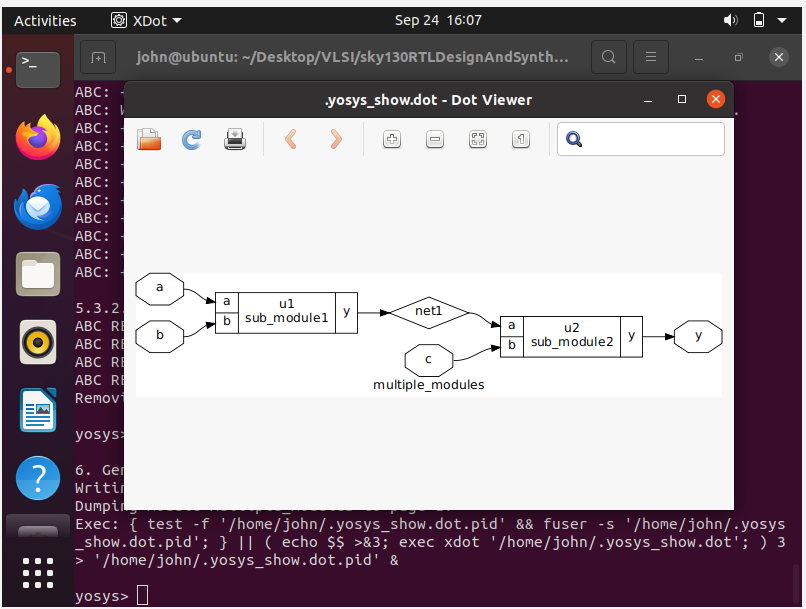 Activities
XDot
Sep 24 16:07
john@ubuntu: ~/Desktop/VLSI/sky130RTLDesignAndSynth...
ABC: +
ABC: W
ABC: +
ABC: +
ABC: +
ABC: +
ABC: +
ABC: +
ABC: +
ABC: +
ABC: +
5.3.2.
ABC RE
ABC RE
ABC RE
ABC RE
Removi
yosys>
6. Gen
Writin
.yosys_show.dot - Dot Viewer
a
b
a
b
u1
sub_module1
y
net1
c
a
b
u2
sub_module2
y
y
multiple_modules
Exec: { test -f '/home/john/.yosys_show.dot.pid' && fuser -s '/home/john/.yosys
_show.dot.pid'; } || ( echo $$ >&3; exec xdot '/home/john/.yosys_show.dot'; ) 3
> '/home/john/.yosys_show.dot.pid' &
yosys>